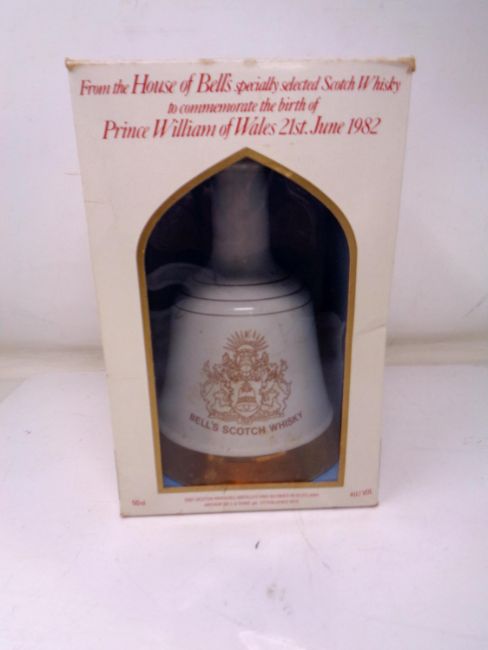 From the House of Bell's specially selected Scotch Whisky
to commemorate the birth of
Prince William of Wales 21st. June 1982
BELL'S SCOTCH WHISKY
50cl